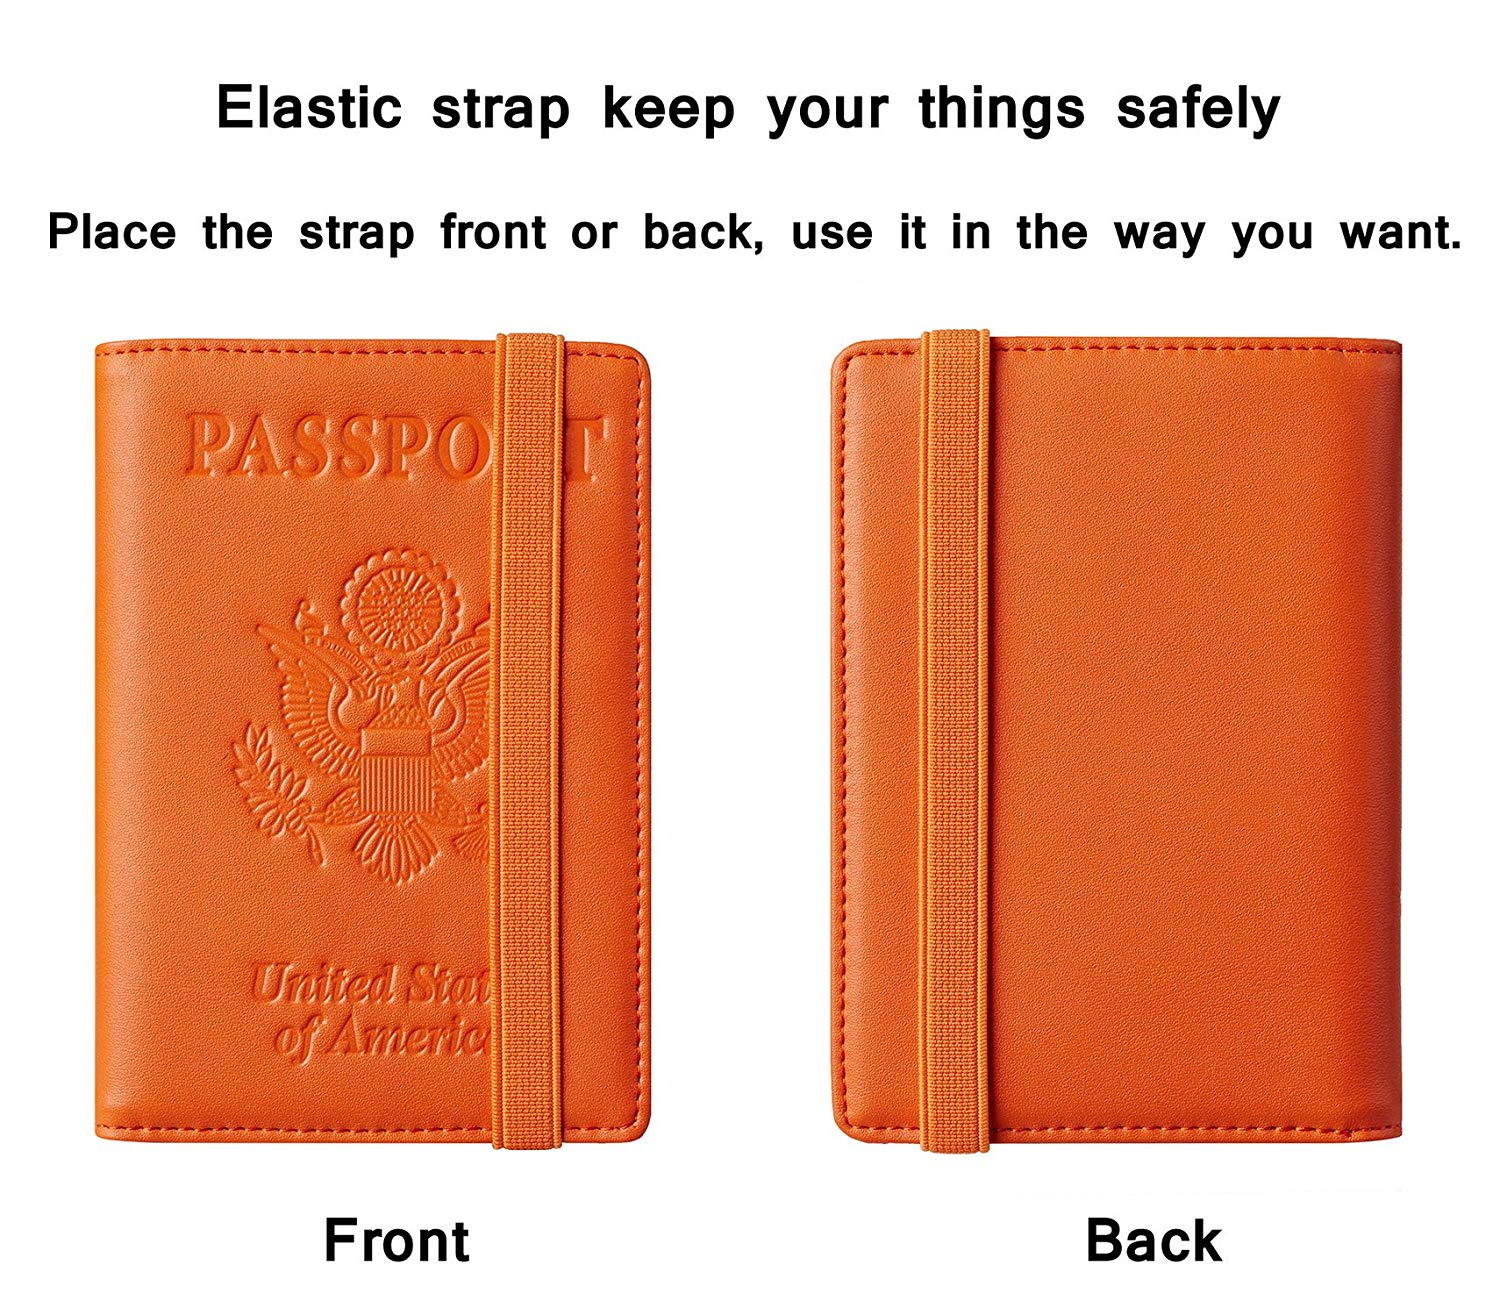 Elastic strap keep your things safely
Place the strap front or back, use it in the way you want.
PASSPO T
United Stat
of Americ
Front
Back